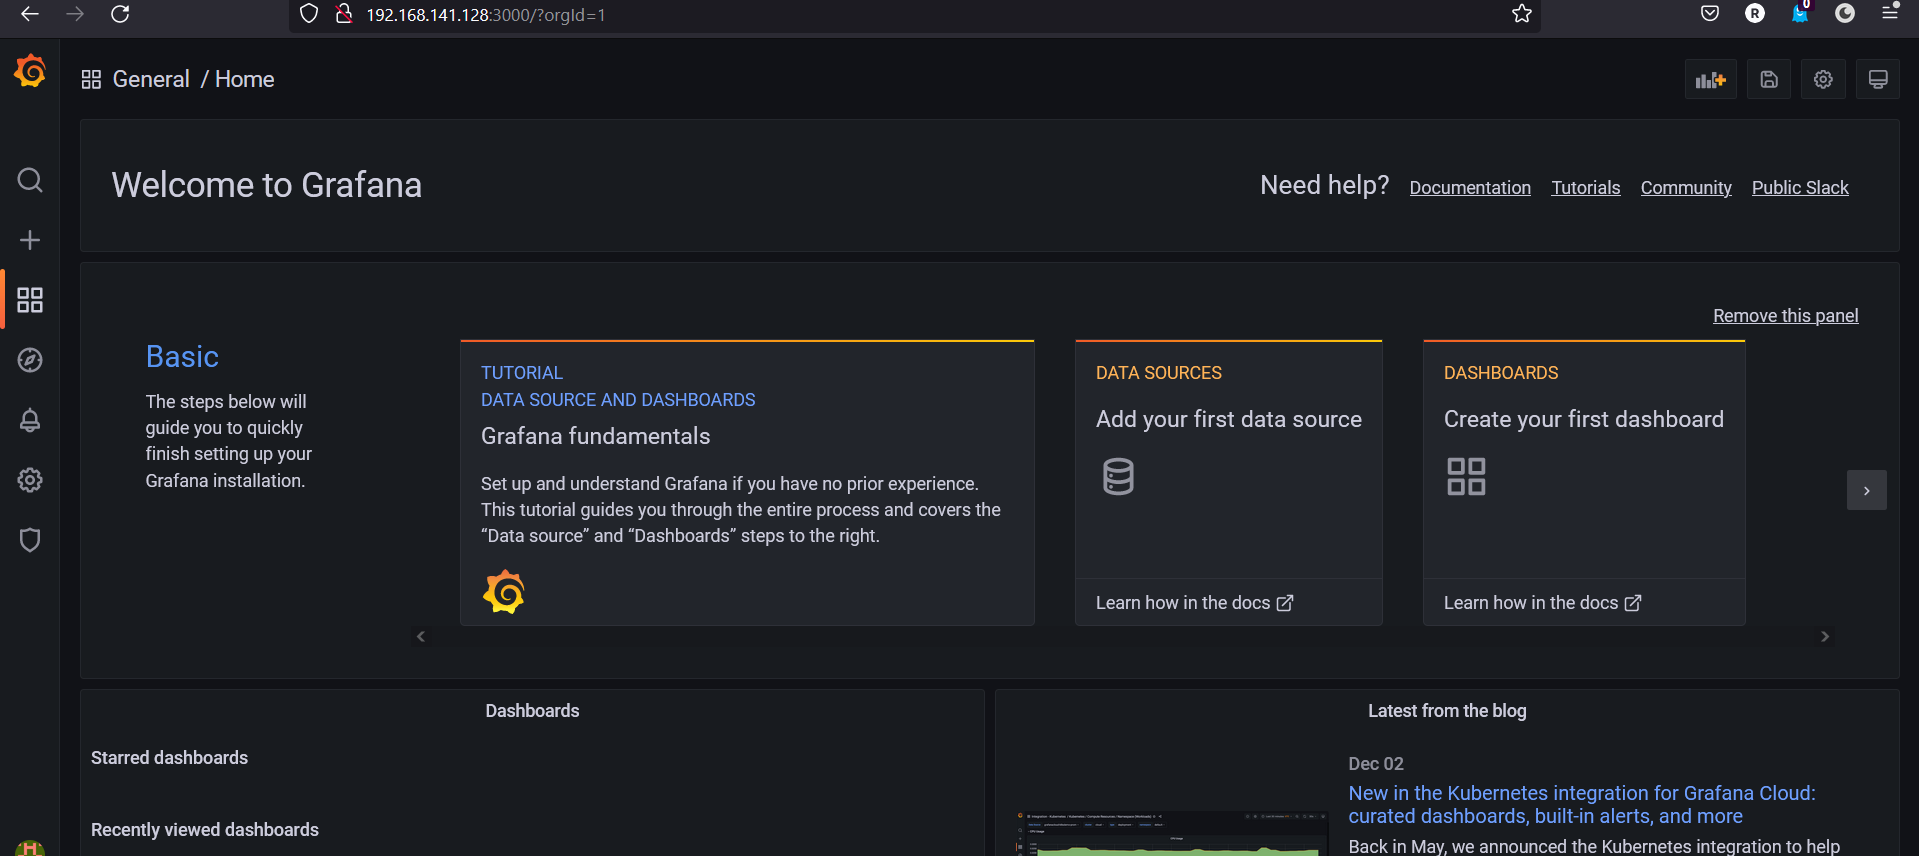 192.168.141.128:3000/?orgId=1
R
0
General / Home
Welcome to Grafana
Need help? Documentation Tutorials Community Public Slack
Remove this panel
Basic
The steps below will
guide you to quickly
finish setting up your
Grafana installation.
TUTORIAL
DATA SOURCE AND DASHBOARDS
Grafana fundamentals
Set up and understand Grafana if you have no prior experience.
This tutorial guides you through the entire process and covers the
“Data source” and “Dashboards” steps to the right.
DATA SOURCES
Add your first data source
Learn how in the docs
DASHBOARDS
Create your first dashboard
Learn how in the docs
Dashboards
Starred dashboards
Recently viewed dashboards
Latest from the blog
Dec 02
New in the Kubernetes integration for Grafana Cloud:
curated dashboards, built-in alerts, and more
Back in May, we announced the Kubernetes integration to help